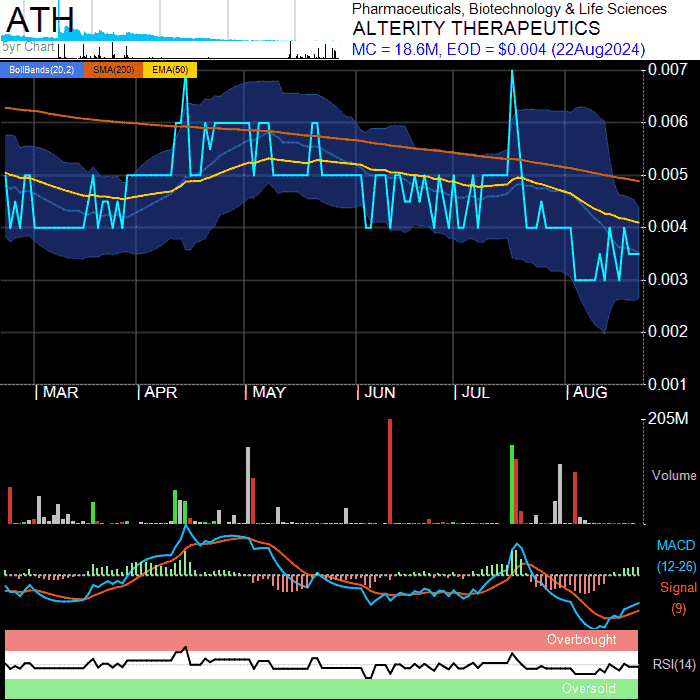 ATH
5yr Chart
Pharmaceuticals, Biotechnology & Life Sciences
ALTERITY THERAPEUTICS
MC = 18.6M, EOD = $0.004 (22Aug2024)
BollBands(20,2) SMA(200) EMA(50)
0.007
0.006
0.005
0.004
0.003
0.002
0.001
MAR APR MAY JUN JUL AUG
205M
Volume
MACD
(12-26)
Signal
(9)
Overbought
RSI(14)
Oversold